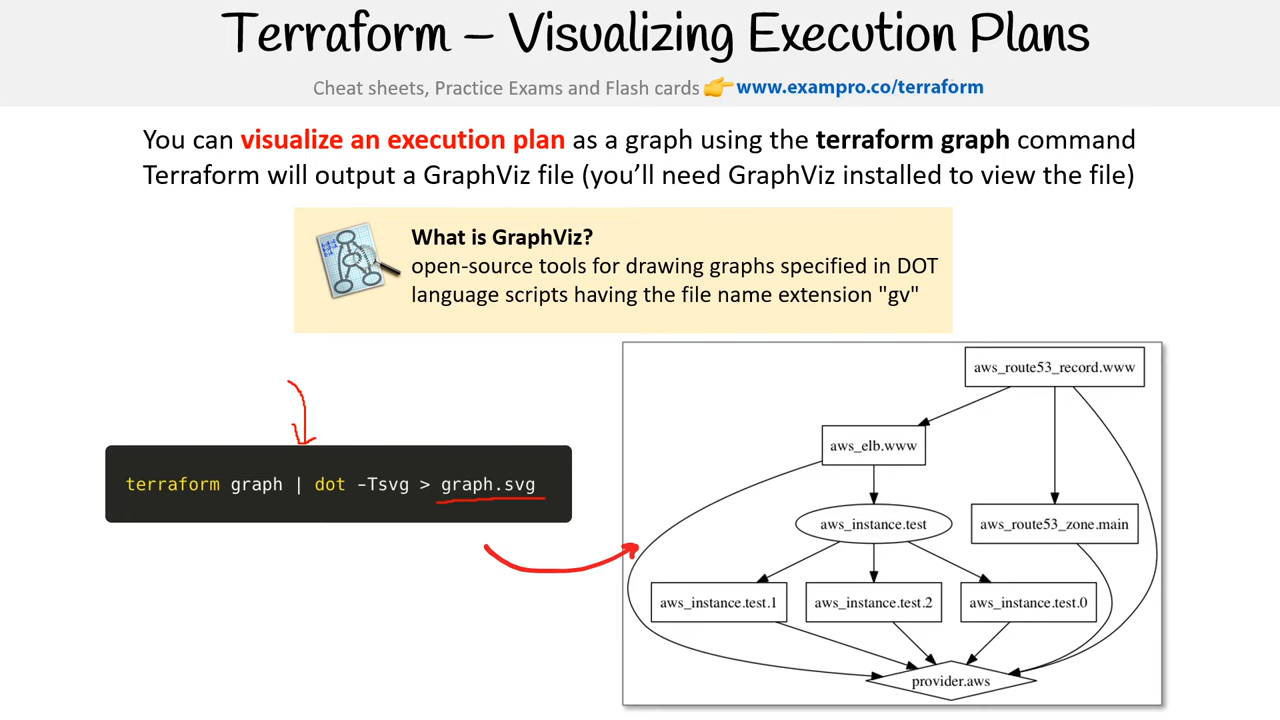 Terraform – Visualizing Execution Plans
Cheat sheets, Practice Exams and Flash cards 👉 www.exampro.co/terraform
You can visualize an execution plan as a graph using the terraform graph command
Terraform will output a GraphViz file (you’ll need GraphViz installed to view the file)
What is GraphViz?
open-source tools for drawing graphs specified in DOT
language scripts having the file name extension "gv"
terraform graph | dot -Tsvg > graph.svg
aws_route53_record.www
aws_elb.www
aws_instance.test
aws_route53_zone.main
aws_instance.test.1
aws_instance.test.2
aws_instance.test.0
provider.aws